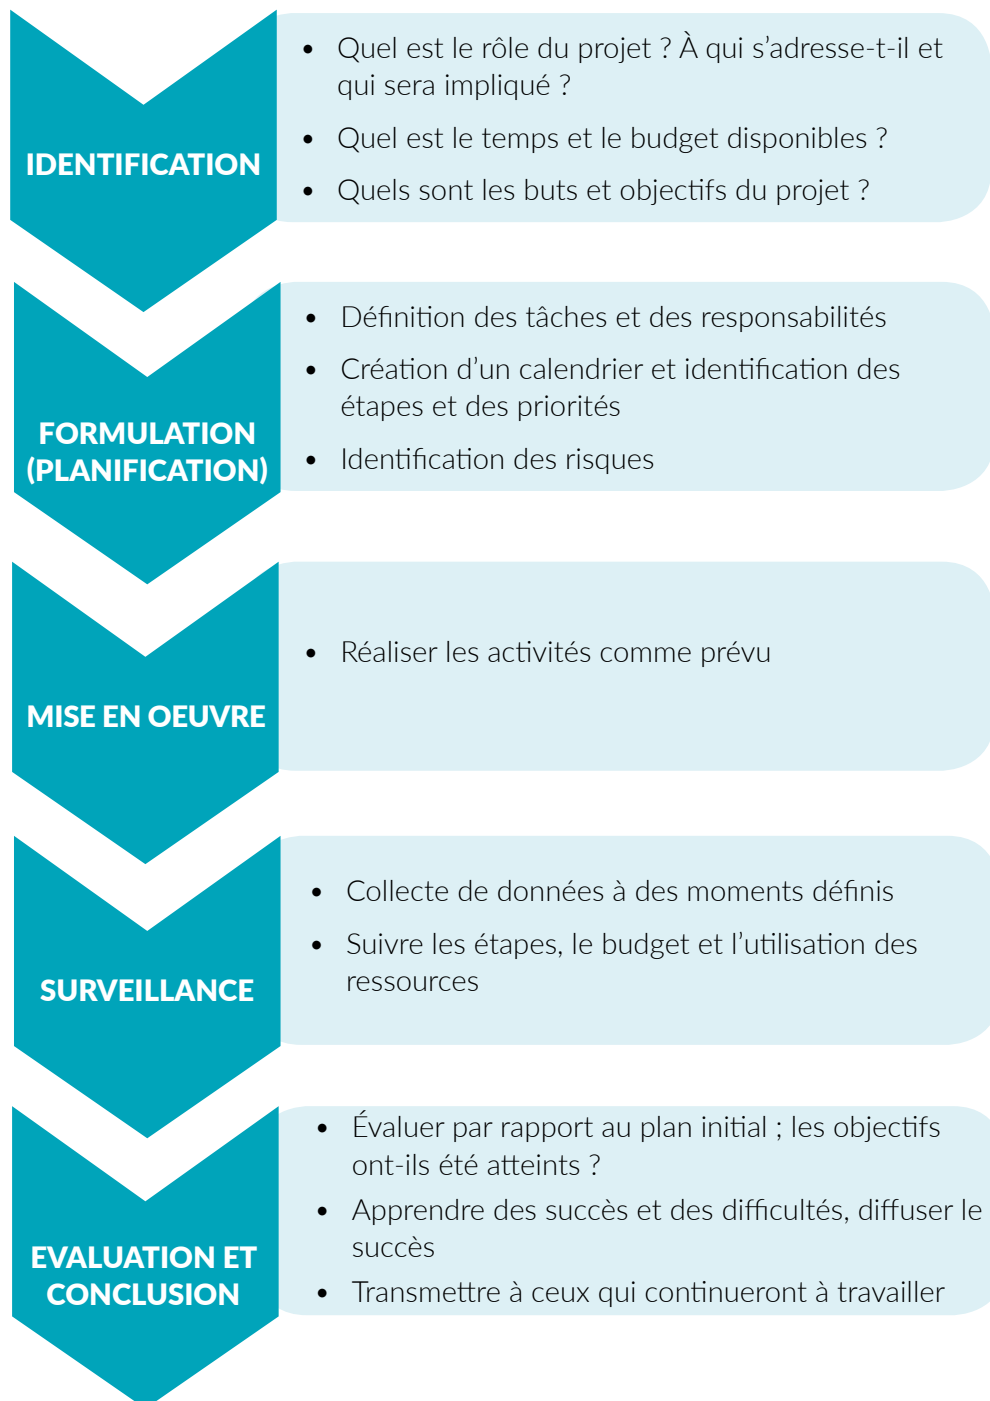 IDENTIFICATION
• Quel est le rôle du projet ? À qui s’adresse-t-il et
qui sera impliqué ?
• Quel est le temps et le budget disponibles ?
• Quels sont les buts et objectifs du projet ?
FORMULATION
(PLANIFICATION)
• Définition des tâches et des responsabilités
• Création d’un calendrier et identification des
étapes et des priorités
• Identification des risques
MISE EN OEUVRE
• Réaliser les activités comme prévu
SURVEILLANCE
• Collecte de données à des moments définis
• Suivre les étapes, le budget et l’utilisation des
ressources
EVALUATION ET
CONCLUSION
• Évaluer par rapport au plan initial ; les objectifs
ont-ils été atteints ?
• Apprendre des succès et des difficultés, diffuser le
succès
• Transmettre à ceux qui continueront à travailler